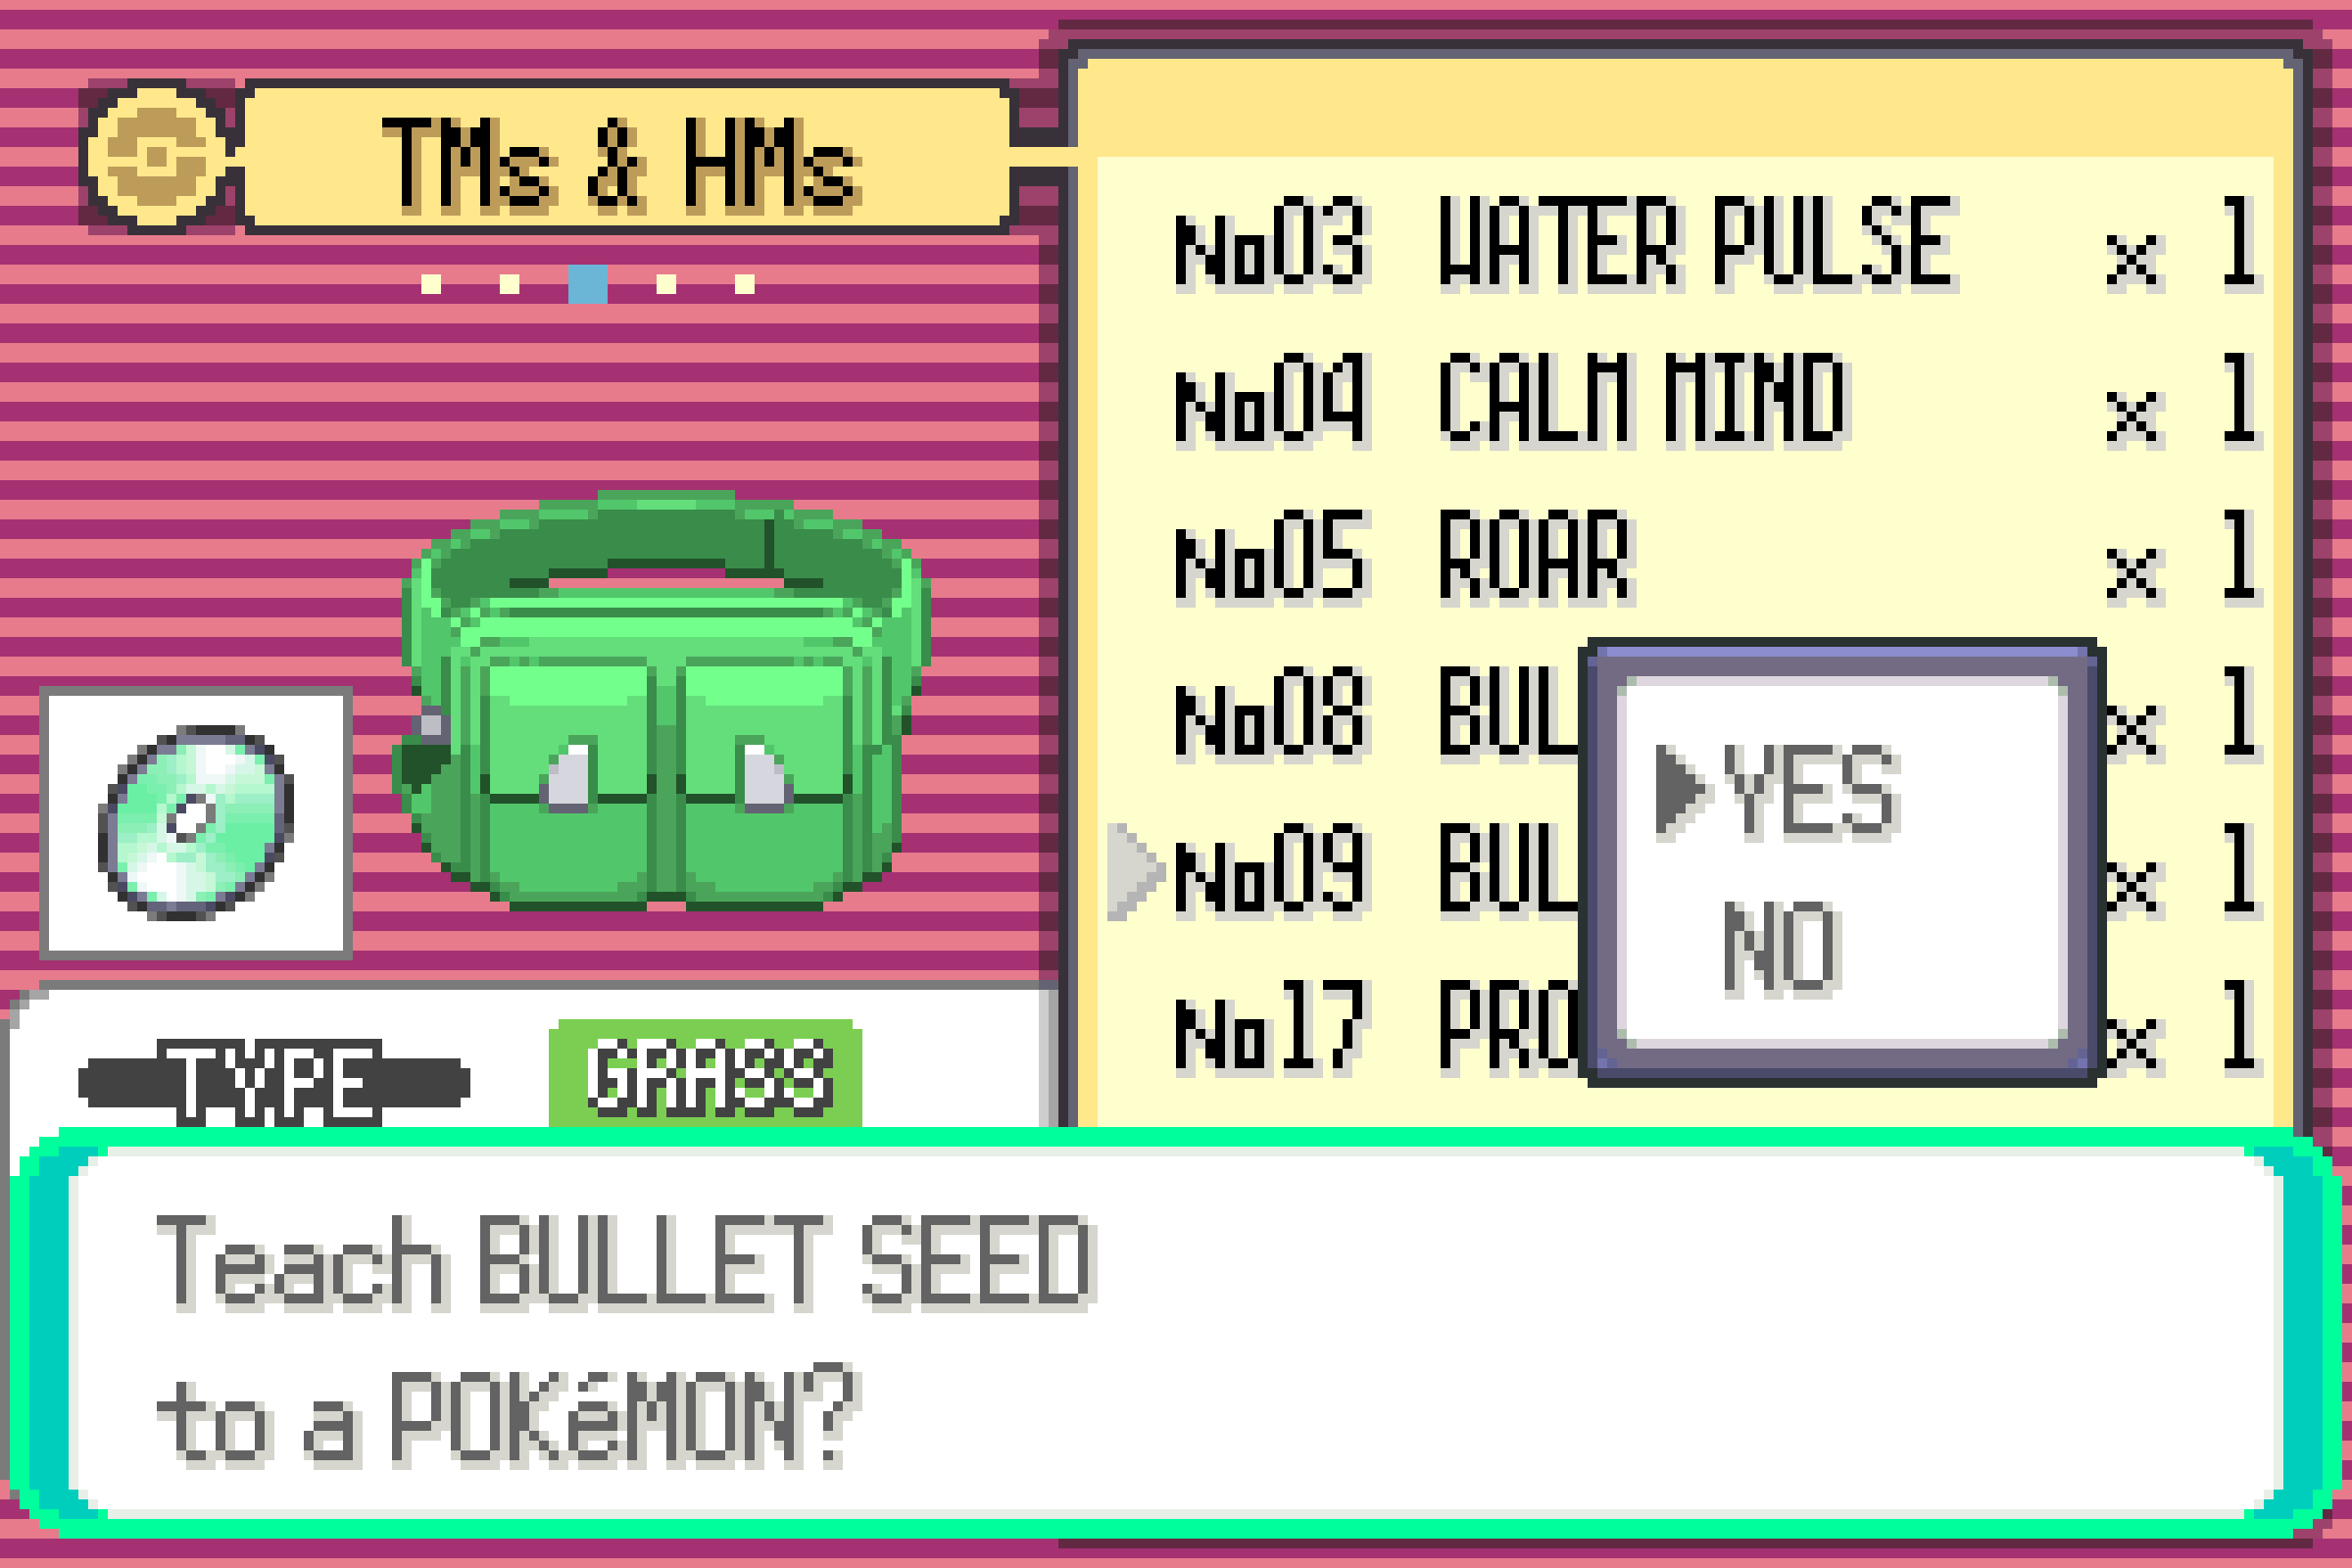 TMs & HMs
No03 WATER PULSE × 1
No04 CALM MIND × 1
No05 ROAR × 1
No08 BUL × 1
No09 BUL × 1
No17 PRO × 1
YES
NO
TYPE GRASS
Teach BULLET SEED
to a POKéMON?